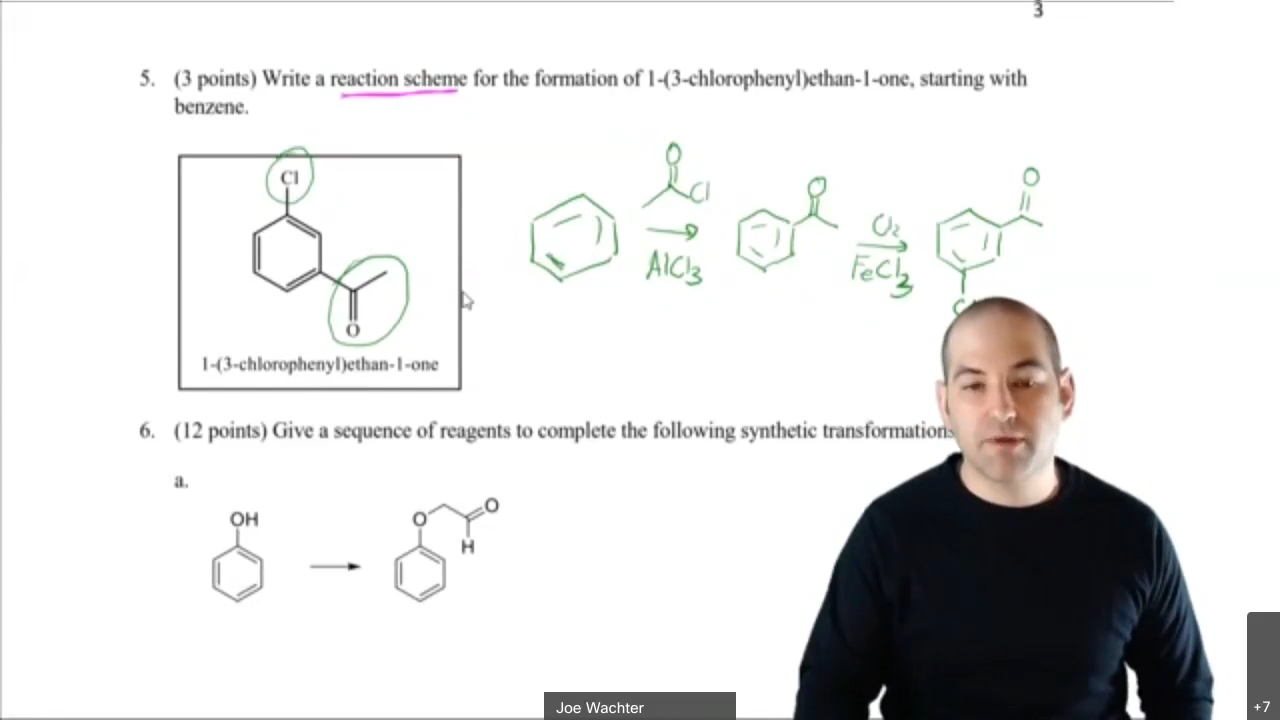 3
5. (3 points) Write a reaction scheme for the formation of 1-(3-chlorophenyl)ethan-1-one, starting with
benzene.
Cl
O
1-(3-chlorophenyl)ethan-1-one
O
Cl
AlCl3
O
Cl2
FeCl3
O
6. (12 points) Give a sequence of reagents to complete the following synthetic transformations
a.
OH
O
O
H
Joe Wachter
+7